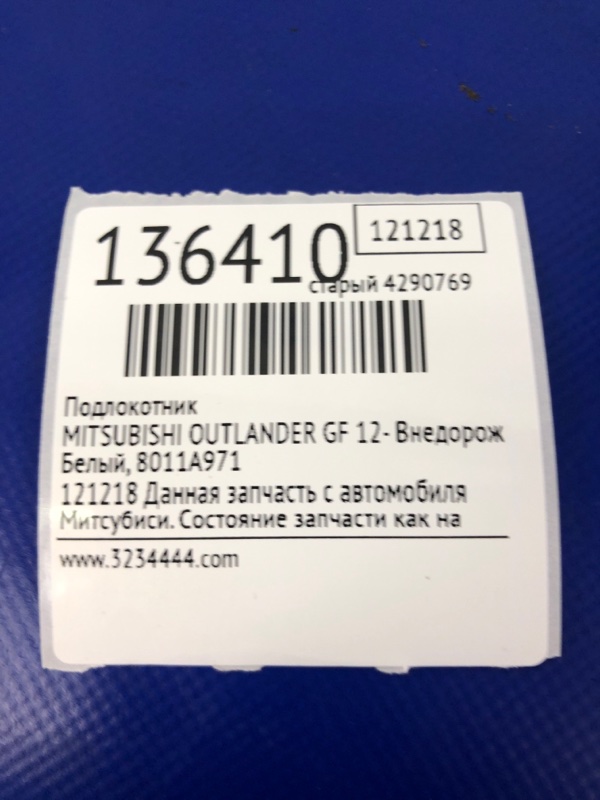 136410
121218
старый 4290769
Подлокотник
MITSUBISHI OUTLANDER GF 12- Внедорож
Белый, 8011A971
121218 Данная запчасть с автомобиля
Митсубиси. Состояние запчасти как на
www.3234444.com